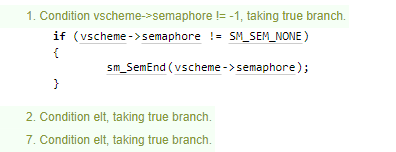 1. Condition vscheme->semaphore != -1, taking true branch.
if (vscheme->semaphore != SM_SEM_NONE)
{
sm_SemEnd(vscheme->semaphore);
}
2. Condition elt, taking true branch.
7. Condition elt, taking true branch.